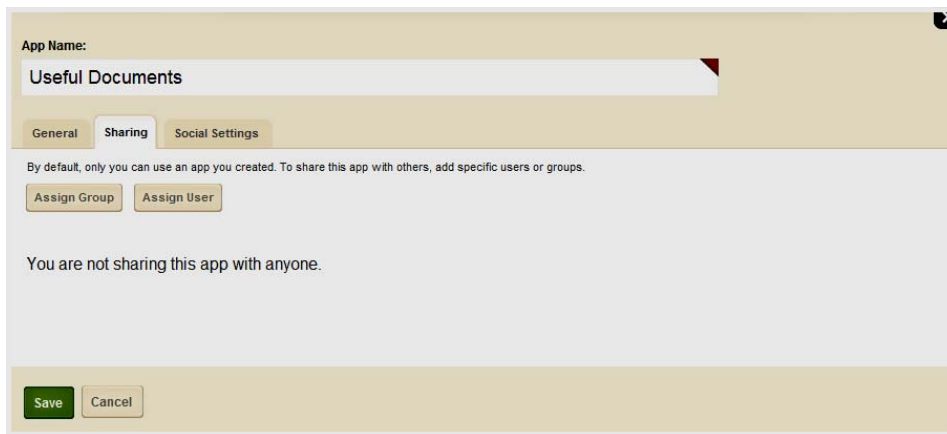 App Name:
Useful Documents
General Sharing Social Settings
By default, only you can use an app you created. To share this app with others, add specific users or groups.
Assign Group Assign User
You are not sharing this app with anyone.
Save Cancel